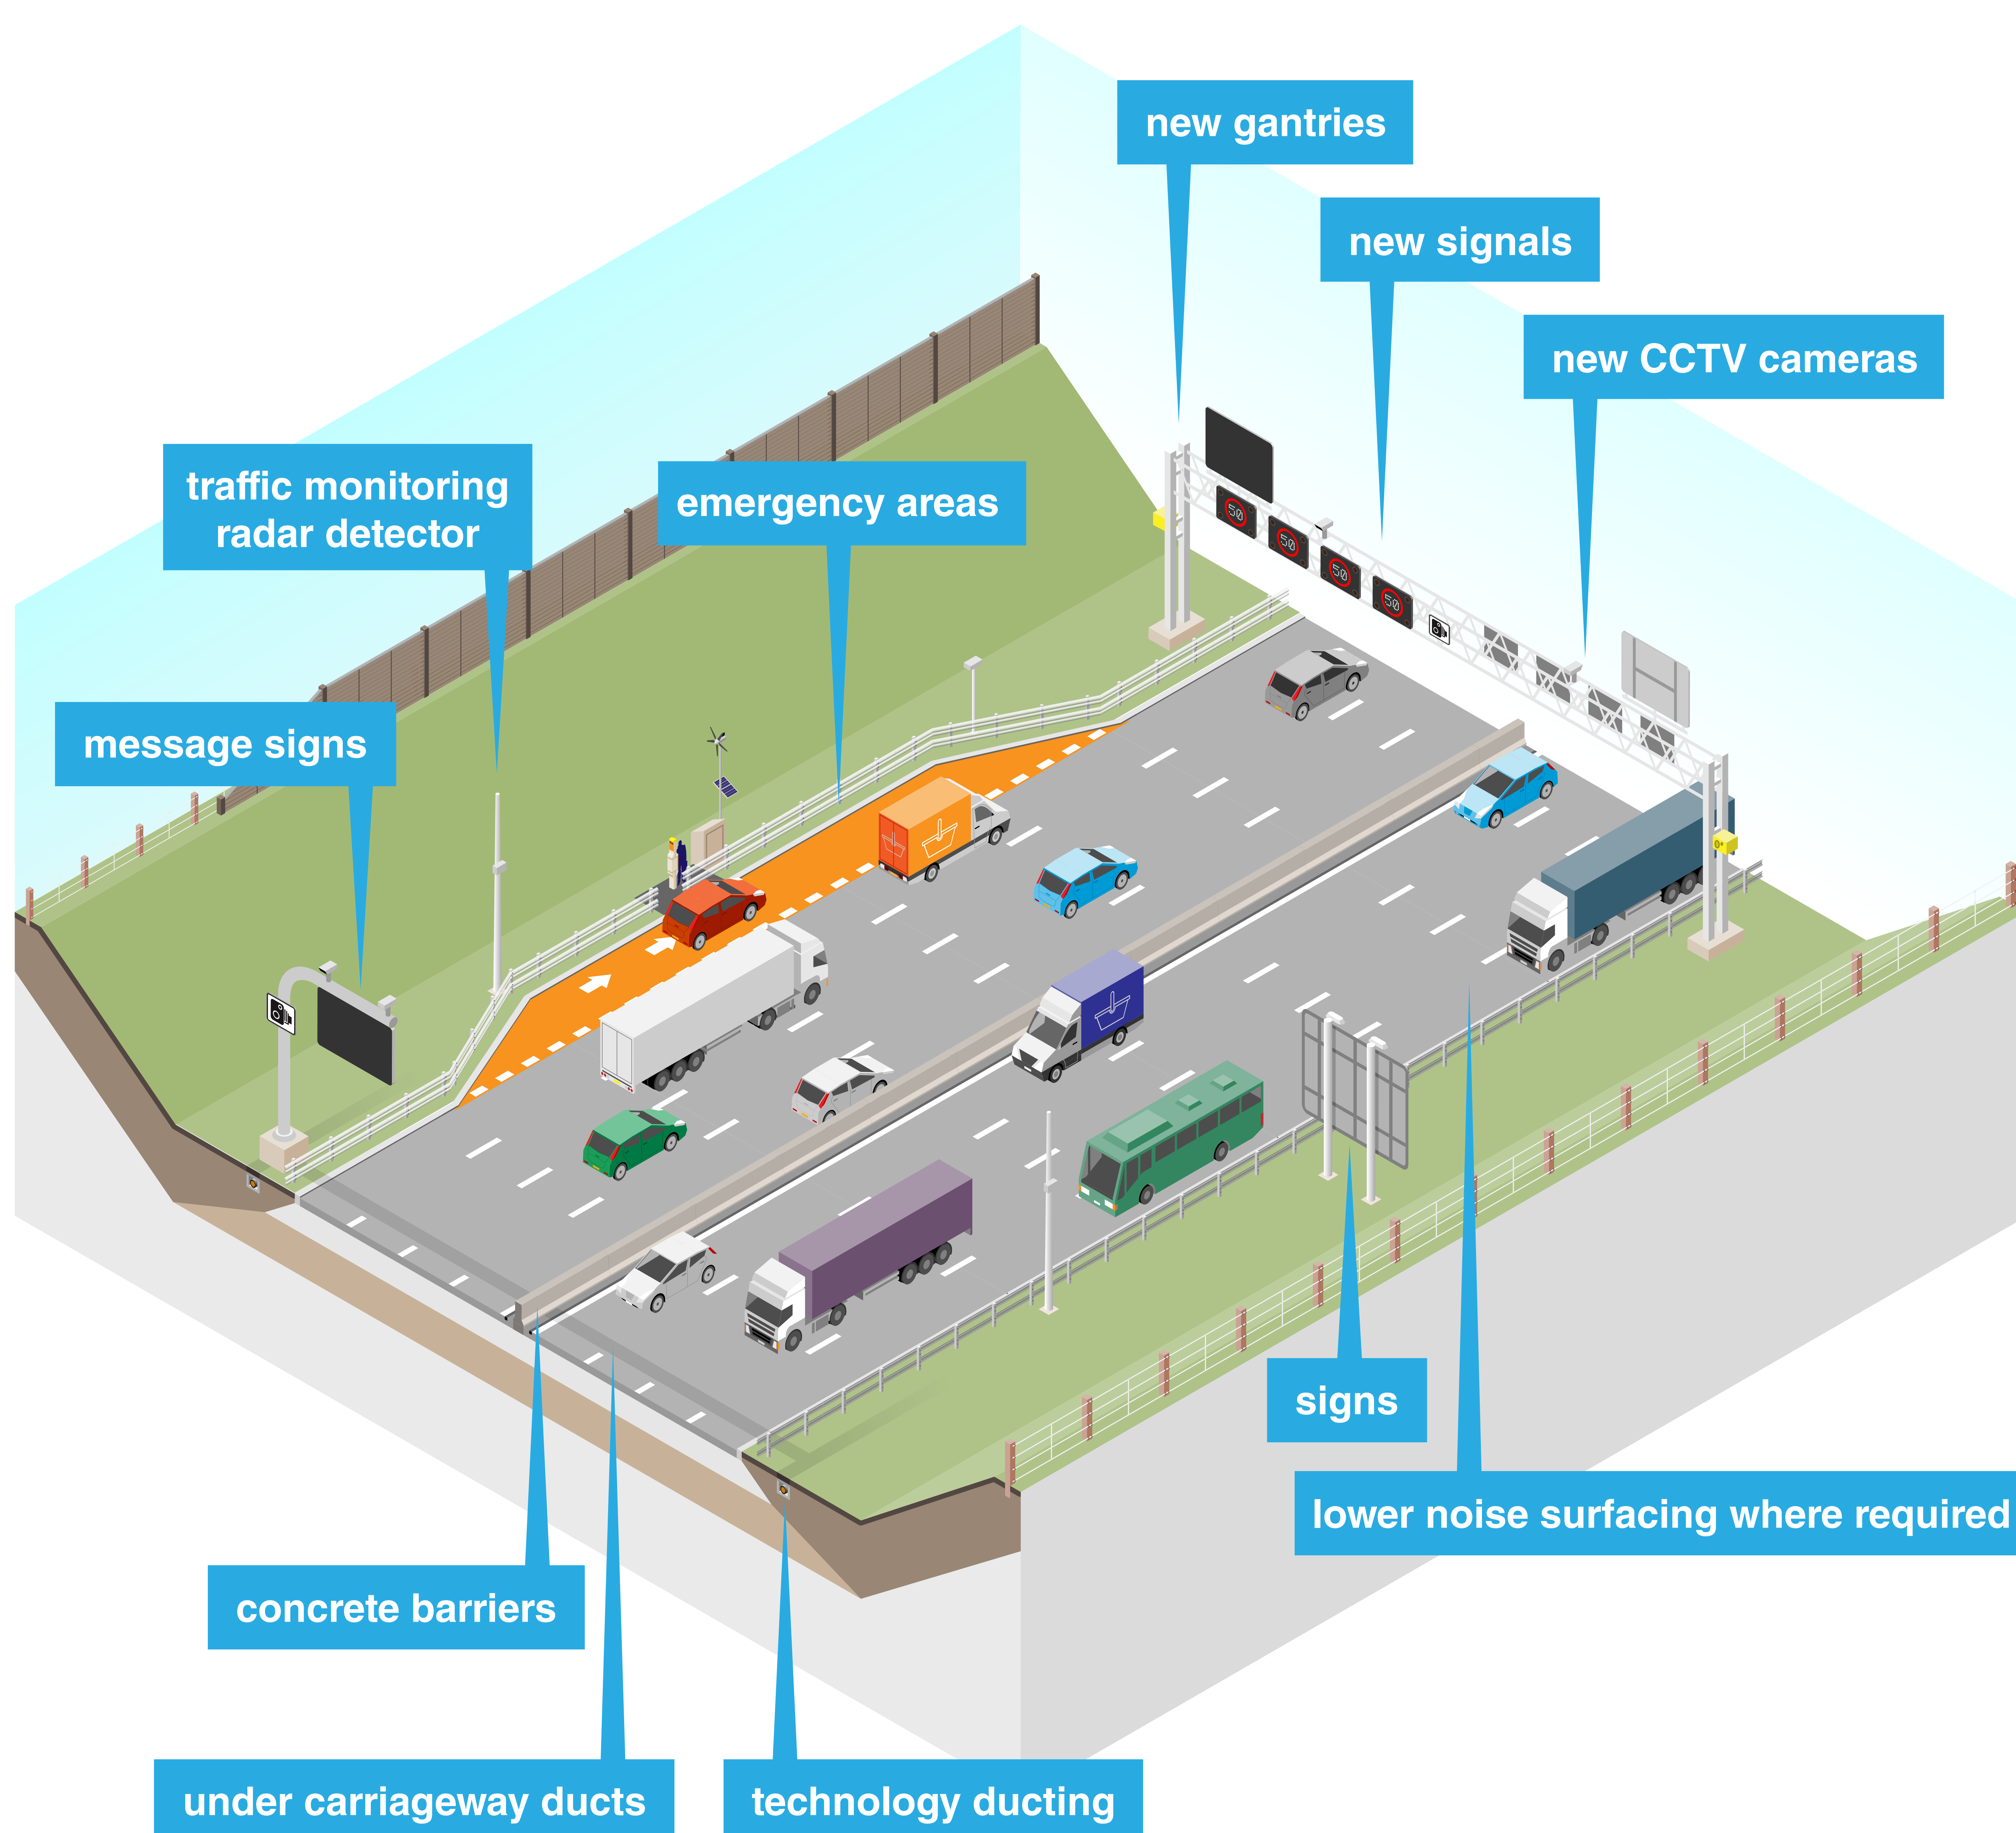 new gantries
new signals
new CCTV cameras
traffic monitoring
radar detector
emergency areas
message signs
50
50
50
50
signs
lower noise surfacing where required
concrete barriers
under carriageway ducts
technology ducting